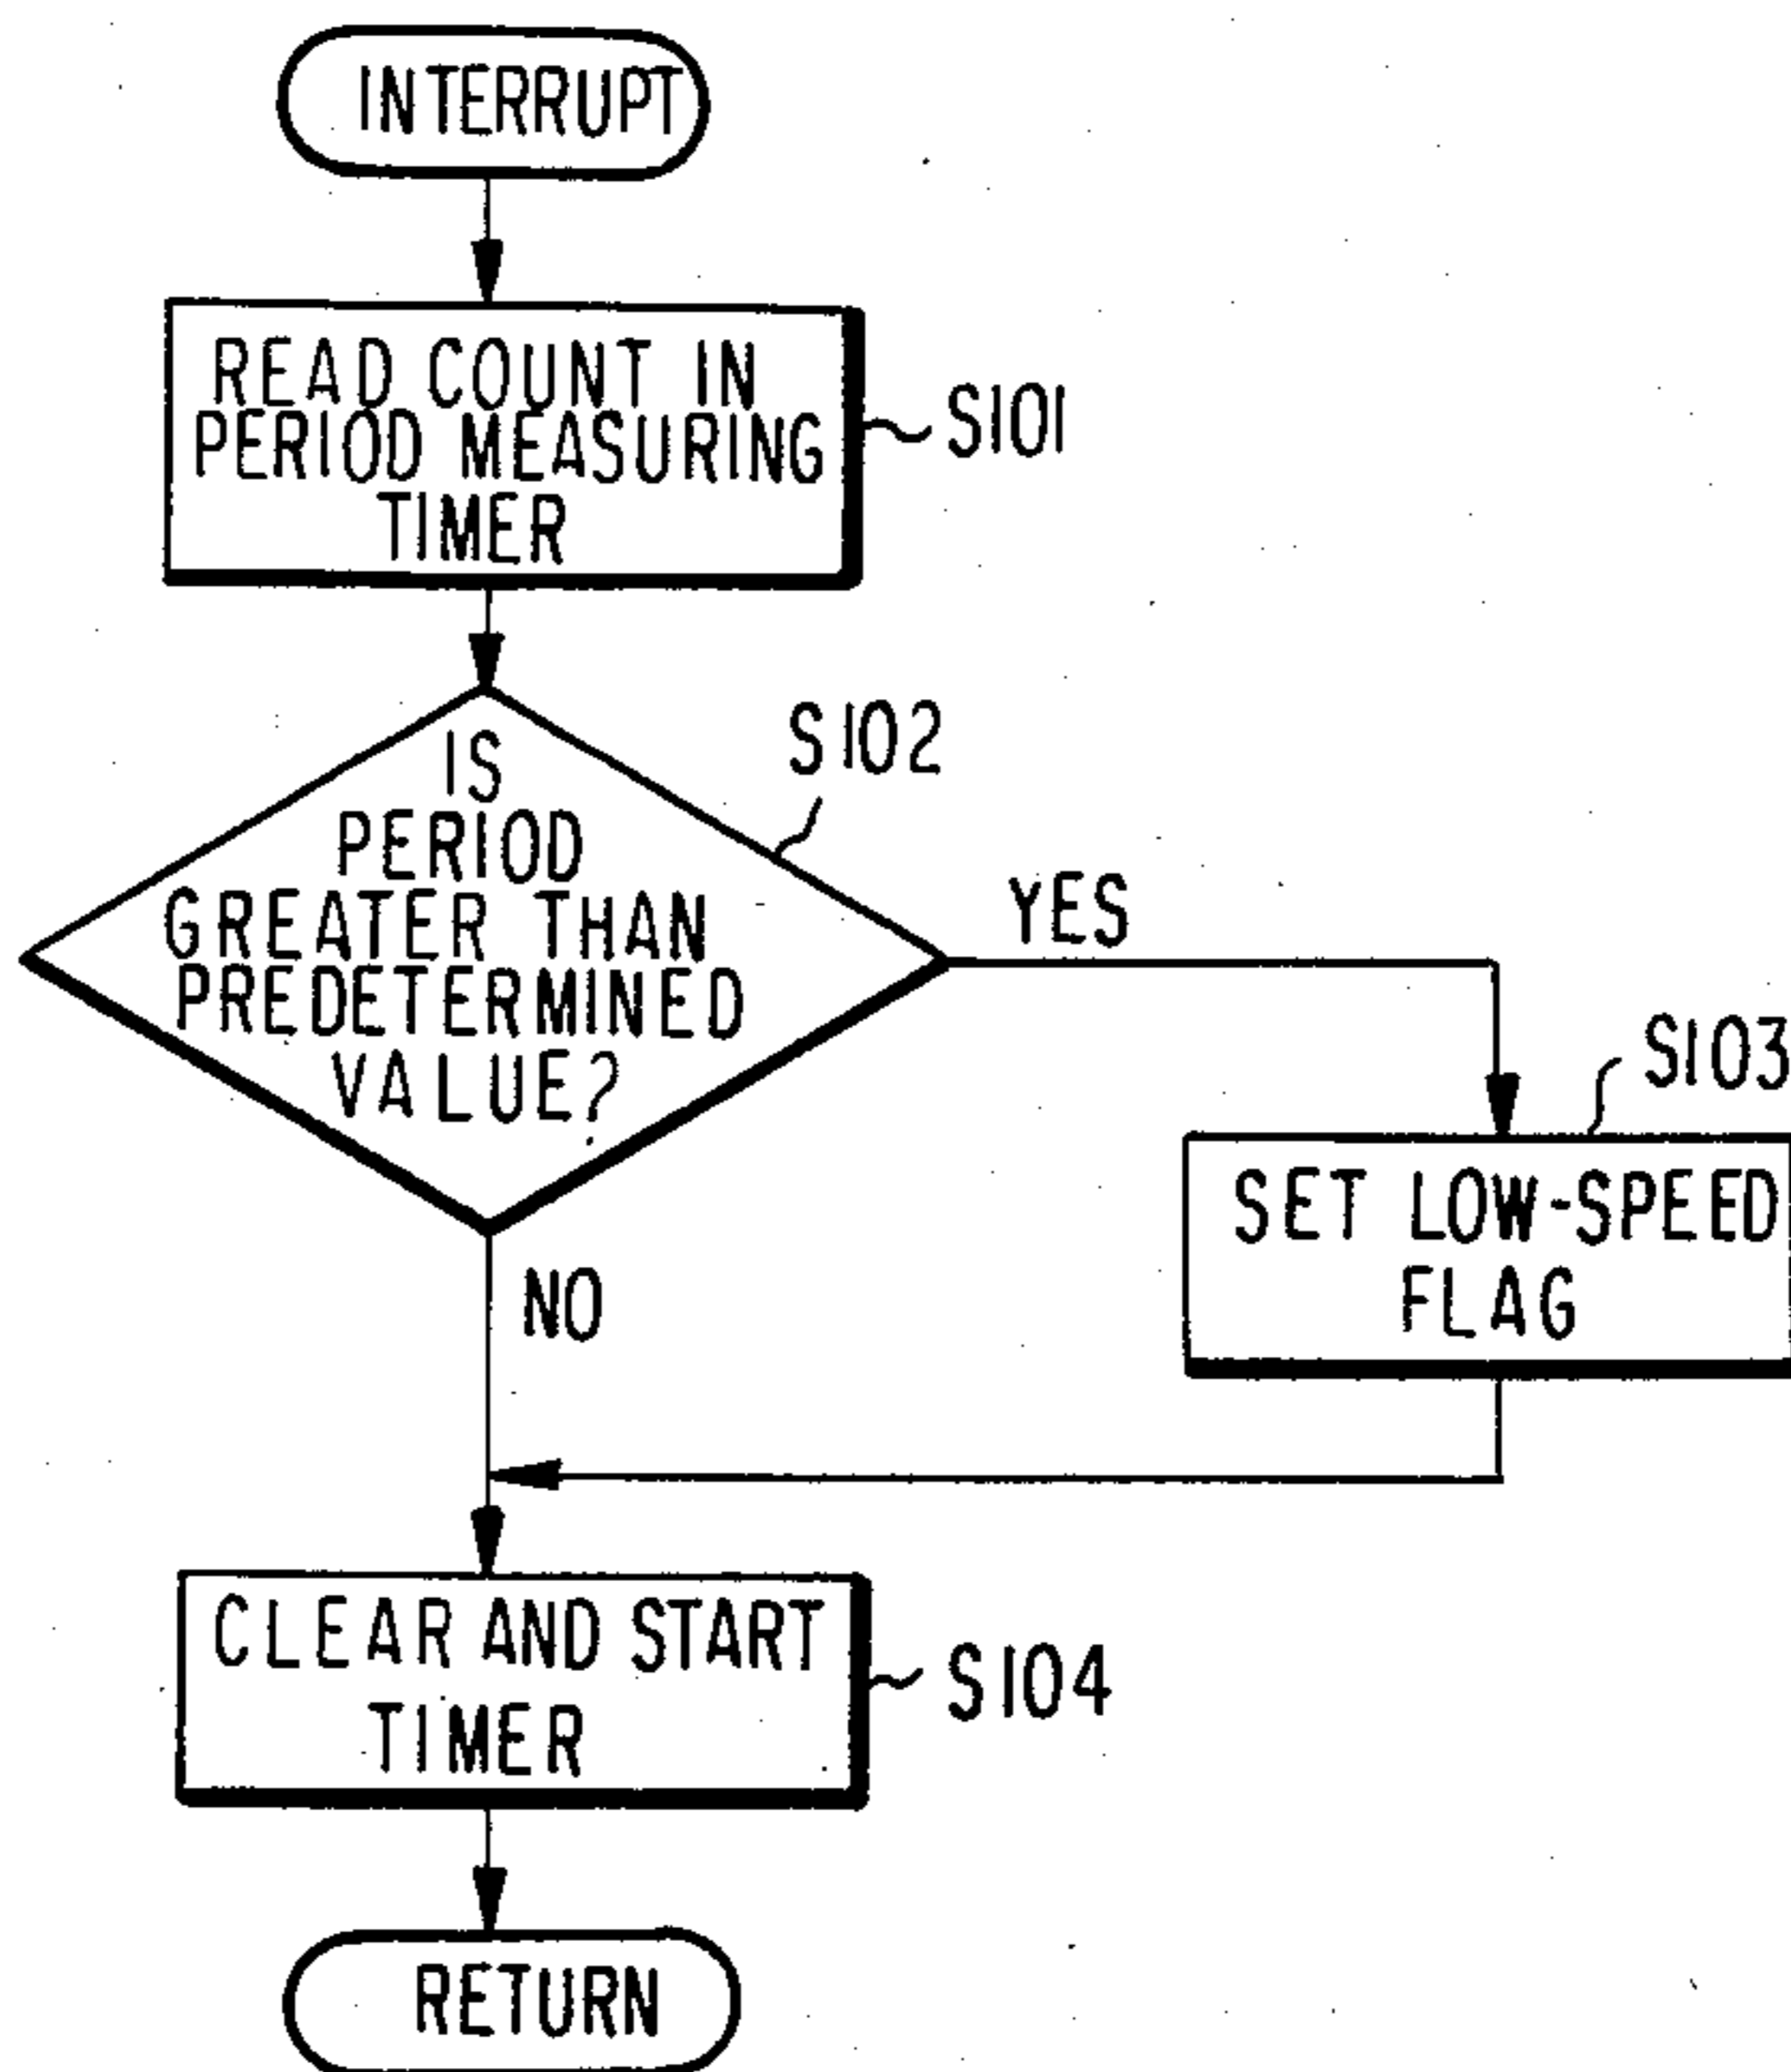 INTERRUPT
READ COUNT IN
PERIOD MEASURING
TIMER
S101
IS
PERIOD
GREATER THAN
PREDETERMINED
VALUE?
S102
YES
NO
S103
SET LOW-SPEED
FLAG
CLEAR AND START
TIMER
S104
RETURN